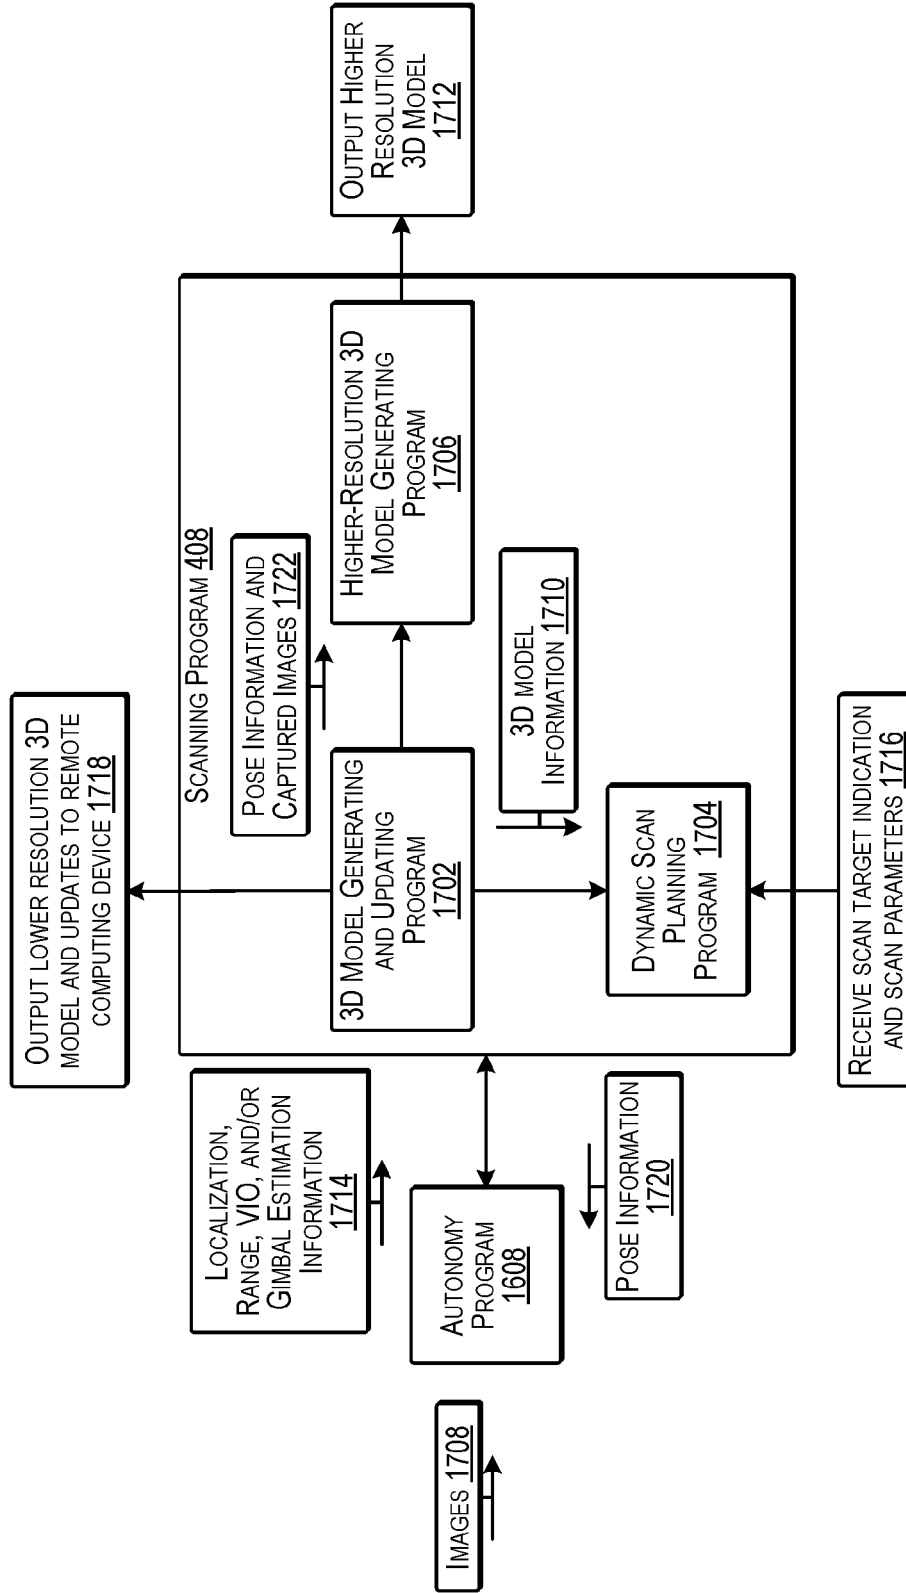 OUTPUT LOWER RESOLUTION 3D
MODEL AND UPDATES TO REMOTE
COMPUTING DEVICE 1718
SCANNING PROGRAM 408
LOCALIZATION,
RANGE, VIO, AND/OR
GIMBAL ESTIMATION
INFORMATION
1714
POSE INFORMATION AND
CAPTURED IMAGES 1722
IMAGES 1708
AUTONOMY
PROGRAM
1608
3D MODEL GENERATING
AND UPDATING
PROGRAM
1702
HIGHER-RESOLUTION 3D
MODEL GENERATING
PROGRAM
1706
OUTPUT HIGHER
RESOLUTION
3D MODEL
1712
POSE INFORMATION
1720
3D MODEL
INFORMATION 1710
DYNAMIC SCAN
PLANNING
PROGRAM 1704
RECEIVE SCAN TARGET INDICATION
AND SCAN PARAMETERS 1716